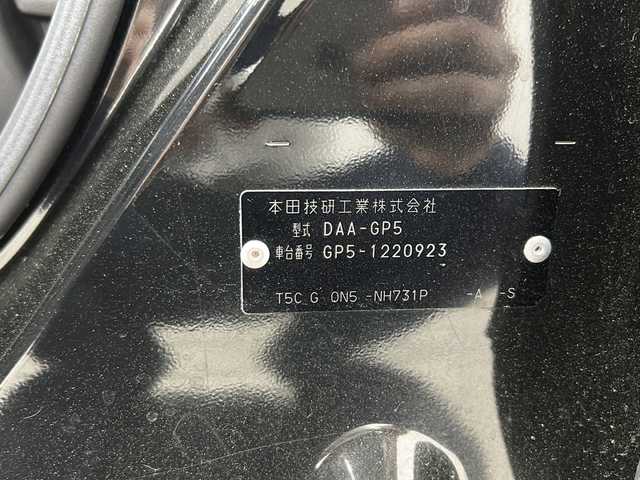 本田技研工業株式会社
型式 DAA-GP5
車台番号 GP5-1220923
T5C G ON5 -NH731P -A -S